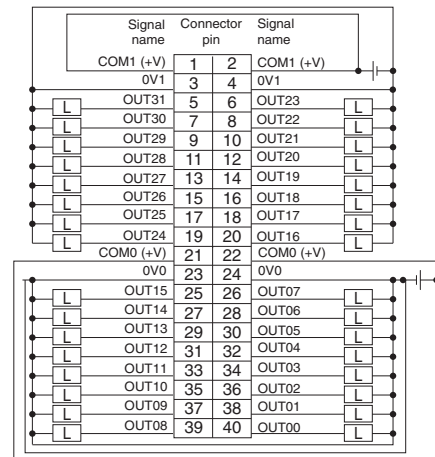 Signal name Connector pin Signal name
COM1 (+V) 1 2 COM1 (+V)
0V1 3 4 0V1
L OUT31 5 6 OUT23 L
L OUT30 7 8 OUT22 L
L OUT29 9 10 OUT21 L
L OUT28 11 12 OUT20 L
L OUT27 13 14 OUT19 L
L OUT26 15 16 OUT18 L
L OUT25 17 18 OUT17 L
L OUT24 19 20 OUT16 L
COM0 (+V) 21 22 COM0 (+V)
0V0 23 24 0V0
L OUT15 25 26 OUT07 L
L OUT14 27 28 OUT06 L
L OUT13 29 30 OUT05 L
L OUT12 31 32 OUT04 L
L OUT11 33 34 OUT03 L
L OUT10 35 36 OUT02 L
L OUT09 37 38 OUT01 L
L OUT08 39 40 OUT00 L